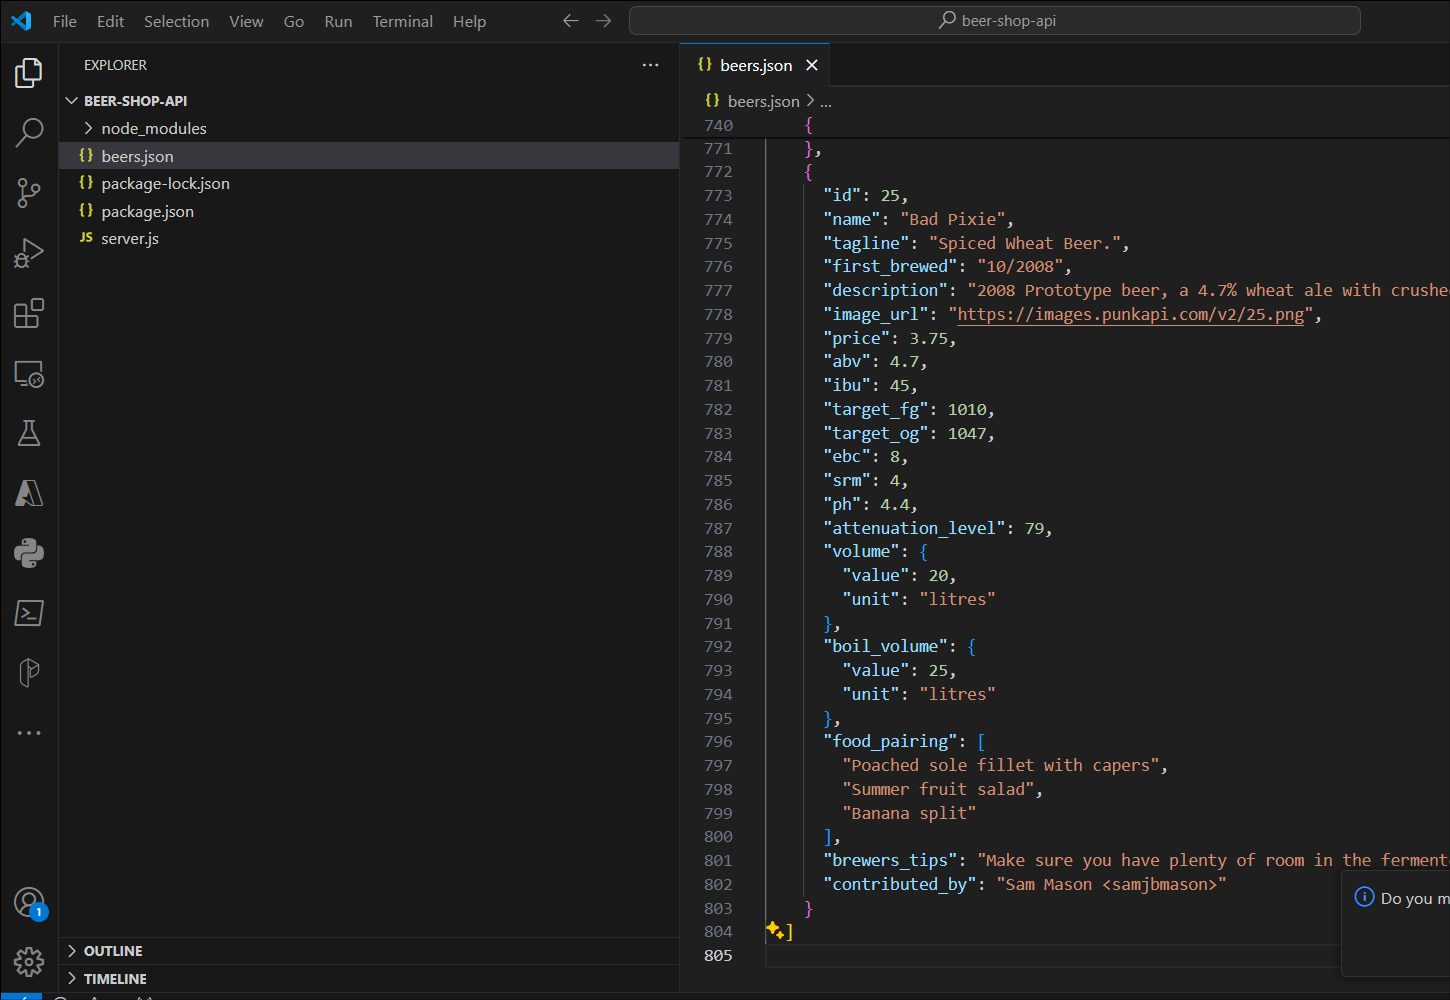 File Edit Selection View Go Run Terminal Help
beer-shop-api
EXPLORER
BEER-SHOP-API
node_modules
{} beers.json
{} package-lock.json
{} package.json
JS server.js
OUTLINE
TIMELINE
1
{} beers.json
{} beers.json > ...
740 {
771 },
772 {
773 "id": 25,
774 "name": "Bad Pixie",
775 "tagline": "Spiced Wheat Beer.",
776 "first_brewed": "10/2008",
777 "description": "2008 Prototype beer, a 4.7% wheat ale with crushe
778 "image_url": "https://images.punkapi.com/v2/25.png",
779 "price": 3.75,
780 "abv": 4.7,
781 "ibu": 45,
782 "target_fg": 1010,
783 "target_og": 1047,
784 "ebc": 8,
785 "srm": 4,
786 "ph": 4.4,
787 "attenuation_level": 79,
788 "volume": {
789 "value": 20,
790 "unit": "litres"
791 },
792 "boil_volume": {
793 "value": 25,
794 "unit": "litres"
795 },
796 "food_pairing": [
797 "Poached sole fillet with capers",
798 "Summer fruit salad",
799 "Banana split"
800 ],
801 "brewers_tips": "Make sure you have plenty of room in the ferment
802 "contributed_by": "Sam Mason <samjbmason>"
803 }
804 ]
805
Do you m